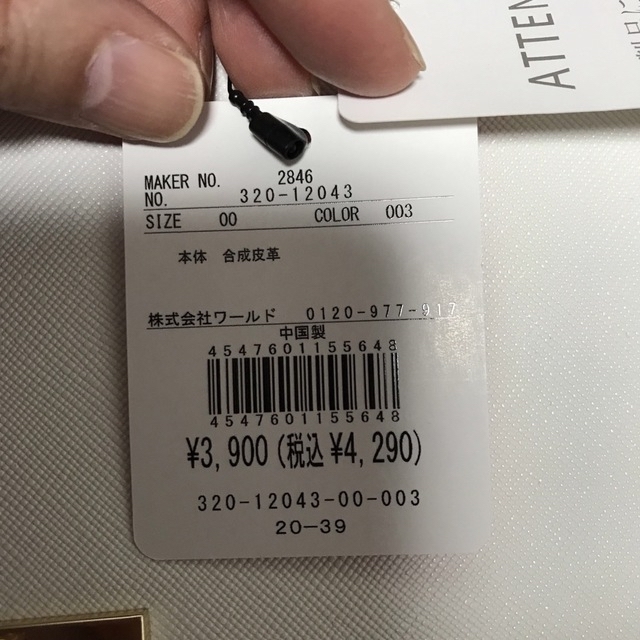 ATTEN
MAKER NO. 2846
NO. 320-12043
SIZE 00 COLOR 003
本体 合成皮革
株式会社ワールド 0120-977-917
中国製
4547601155648
4547601155648
¥3,900(税込¥4,290)
320-12043-00-003
20-39